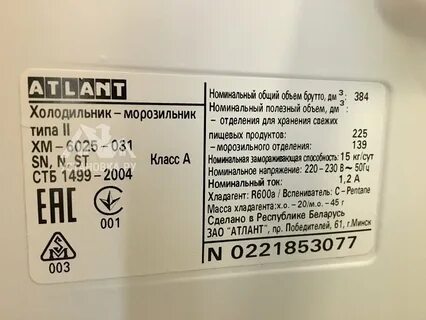 ATLANT
Холодильник – морозильник
типа II
ХМ – 6025 – 031
SN, N, ST
Класс А
СТБ 1499–2004
EAC
001
003
Номинальный общий объем брутто, дм³: 384
Номинальный полезный объем, дм³:
– отделения для хранения свежих
пищевых продуктов: 225
– морозильного отделения: 139
Номинальная замораживающая способность: 15 кг/сут
Номинальное напряжение: 220–230 В ~ 50Гц
Номинальный ток: 1,2 А
Хладагент: R600a / Вспениватель: C – Pentane
Масса хладагента: х.о. – 20/м.о. – 45 г
Сделано в Республике Беларусь
ЗАО "АТЛАНТ", пр. Победителей, 61, г.Минск
N 0221853077